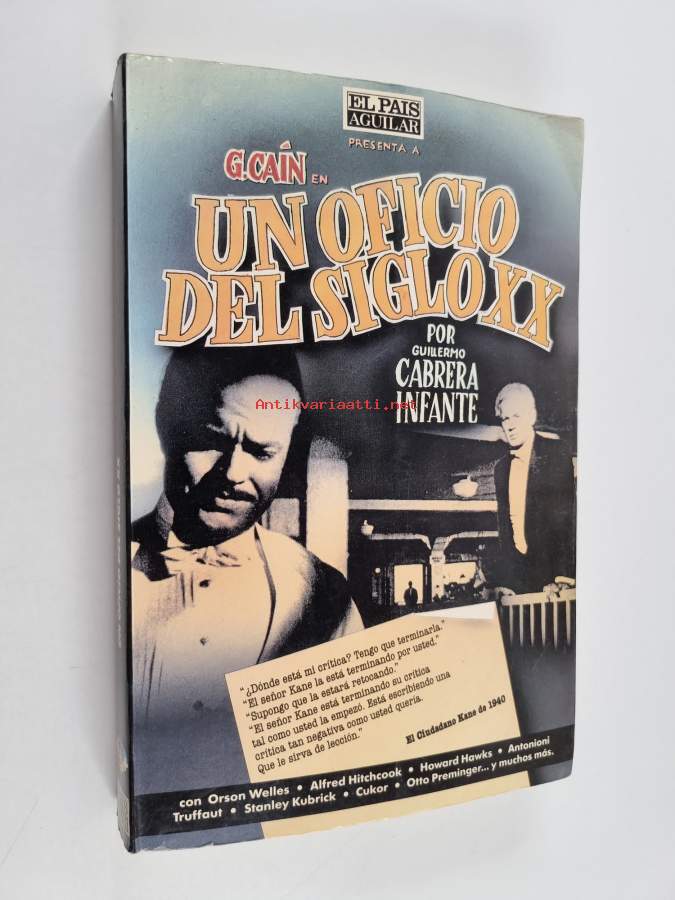 EL PAIS
AGUILAR
PRESENTA A
G.CAÍN EN
UN OFICIO
DEL SIGLO XX
POR
GUILLERMO
CABRERA
INFANTE
Antikvariaatti.net
"¿Dónde está mi crítica? Tengo que terminarla."
"El señor Kane la está terminando por usted."
"Supongo que la estará retocando."
"El señor Kane está terminando su crítica
tal como usted la empezó. Está escribiendo una
crítica tan negativa como usted quería.
Que le sirva de lección."
El Ciudadano Kane de 1940
con Orson Welles • Alfred Hitchcock • Howard Hawks • Antonioni
Truffaut • Stanley Kubrick • Cukor • Otto Preminger... y muchos más.